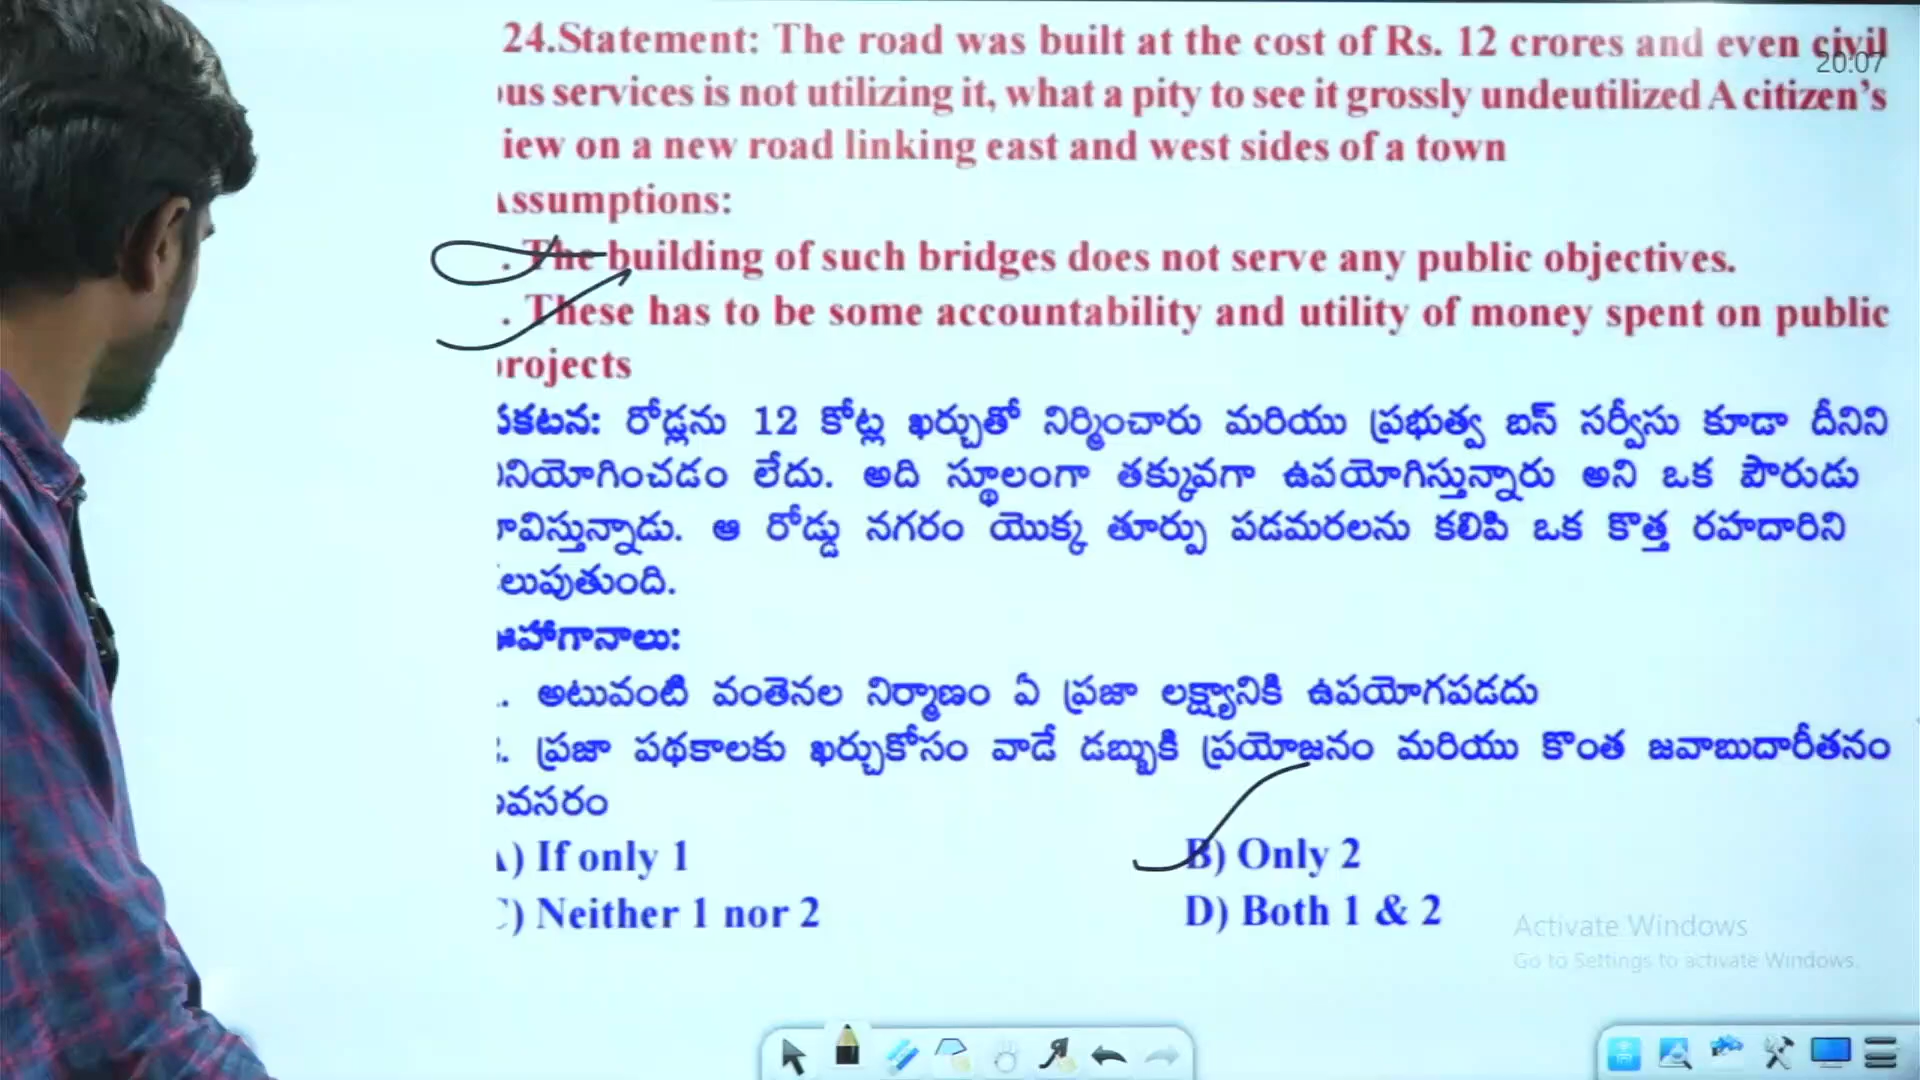 24.Statement: The road was built at the cost of Rs. 12 crores and even civil
20:07
us services is not utilizing it, what a pity to see it grossly undeutilized A citizen's
iew on a new road linking east and west sides of a town
ssumptions:
. The building of such bridges does not serve any public objectives.
. These has to be some accountability and utility of money spent on public
rojects
కటన: రోడ్లను 12 కోట్ల ఖర్చుతో నిర్మించారు మరియు ప్రభుత్వ బస్ సర్వీసు కూడా దీనిని
నియోగించడం లేదు. అది స్థూలంగా తక్కువగా ఉపయోగిస్తున్నారు అని ఒక పౌరుడు
విస్తున్నాడు. ఆ రోడ్డు నగరం యొక్క తూర్పు పడమరలను కలిపి ఒక కొత్త రహదారిని
లుపుతుంది.
ఊహాగానాలు:
. అటువంటి వంతెనల నిర్మాణం ఏ ప్రజా లక్ష్యానికి ఉపయోగపడదు
. ప్రజా పథకాలకు ఖర్చుకోసం వాడే డబ్బుకి ప్రయోజనం మరియు కొంత జవాబుదారీతనం
వసరం
) If only 1 B) Only 2
) Neither 1 nor 2 D) Both 1 & 2
Activate Windows
Go to Settings to activate Windows.